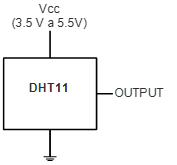 Vcc
(3.5 V a 5.5V)
DHT11
OUTPUT